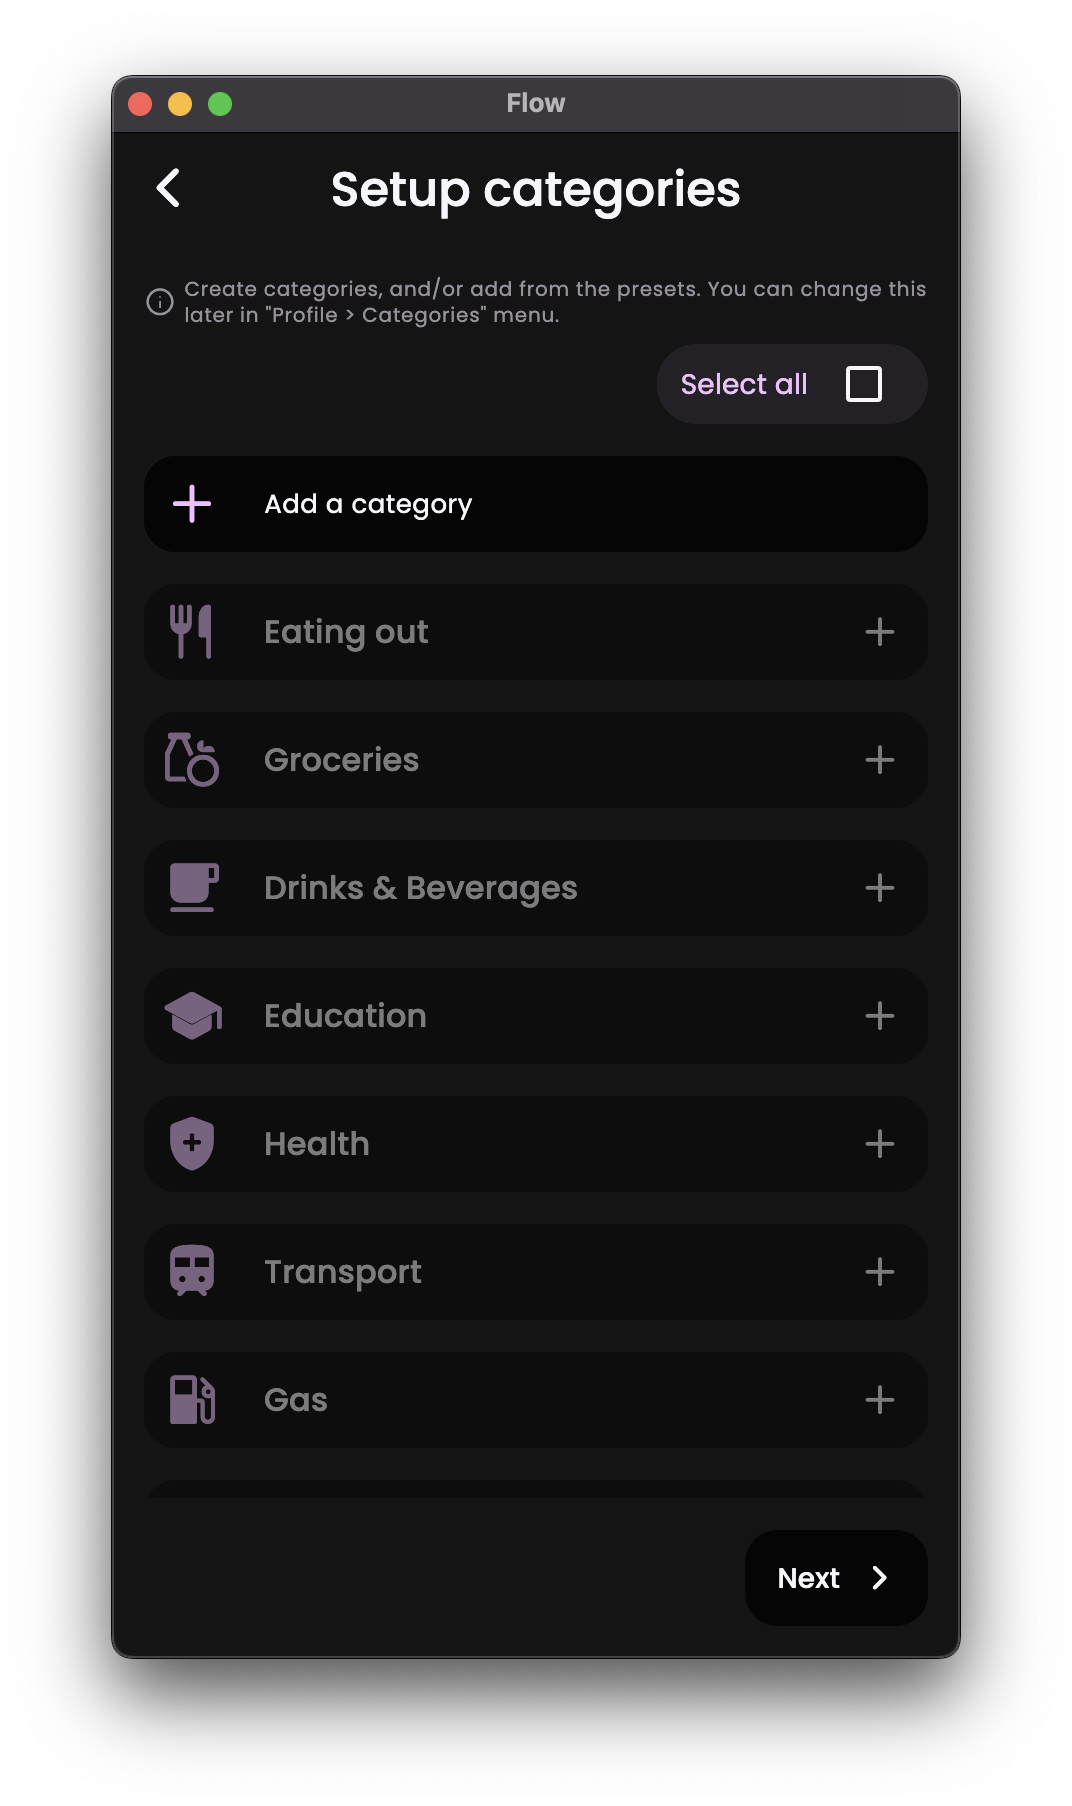 Flow
Setup categories
Create categories, and/or add from the presets. You can change this
later in "Profile > Categories" menu.
Select all
Add a category
Eating out
Groceries
Drinks & Beverages
Education
Health
Transport
Gas
Next